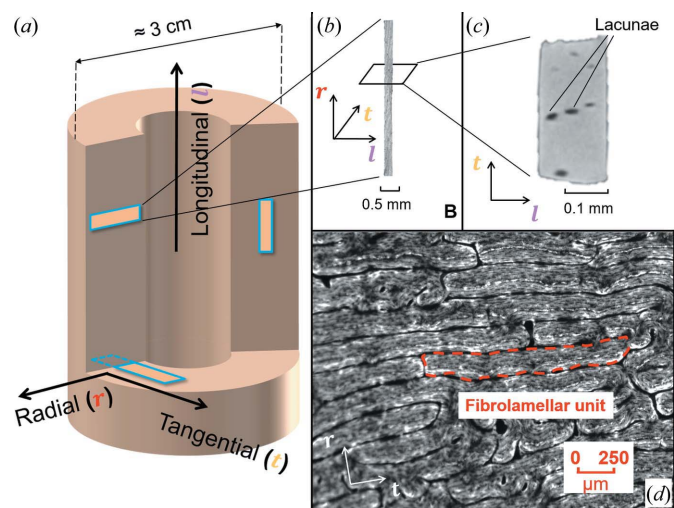 (a)
≈ 3 cm
Longitudinal (l)
Radial (r)
Tangential (t)
(b)
r
t
l
0.5 mm
B
(c)
Lacunae
t
l
0.1 mm
Fibrolamellar unit
r
t
0 250
μm
(d)